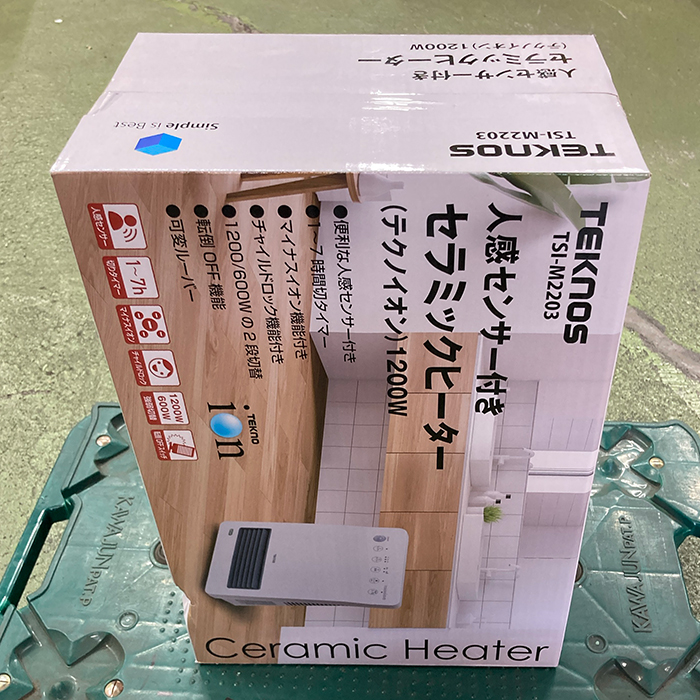 TEKNOS
TSI-M2203
人感センサー付き
セラミックヒーター
(テクノイオン)1200W
Simple is Best
TEKNOS
TSI-M2203
人感センサー付き
セラミックヒーター
(テクノイオン)1200W
●便利な人感センサー付き
●1~7時間切タイマー
●マイナスイオン機能付き
●チャイルドロック機能付き
●1200/600Wの2段切替
●転倒OFF機能
●可変ルーバー
TEKNO
ion
人感センサー
1~7h
切りタイマー
マイナスイオン
チャイルドロック
1200W
600W
Ceramic Heater
KAWAJUN PAT.P
KAWAJUN PAT.P